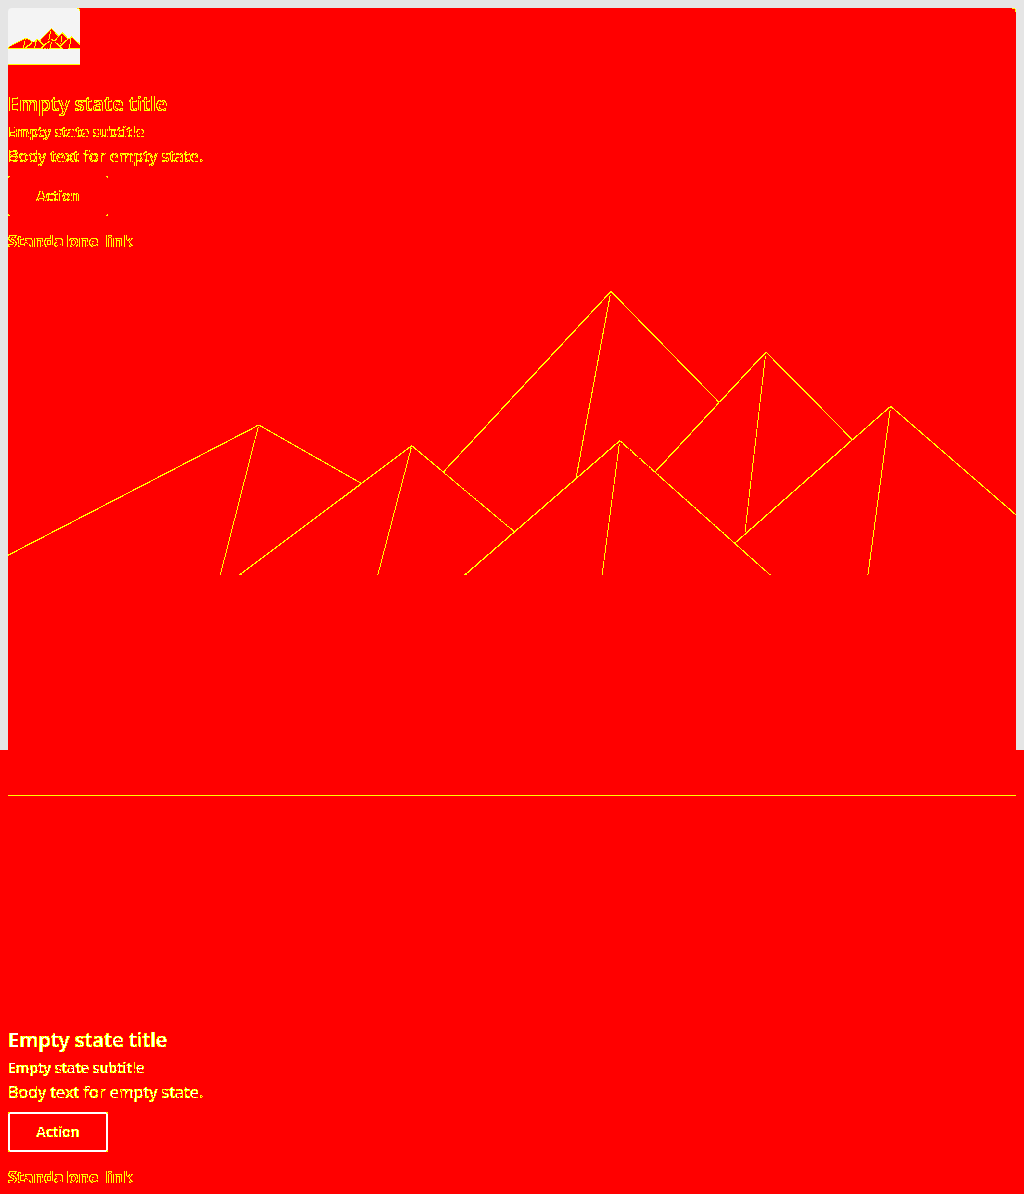 Empty state title
Empty state subtitle
Body text for empty state.
Action
Standalone link
Empty state title
Empty state subtitle
Body text for empty state.
Action
Standalone link